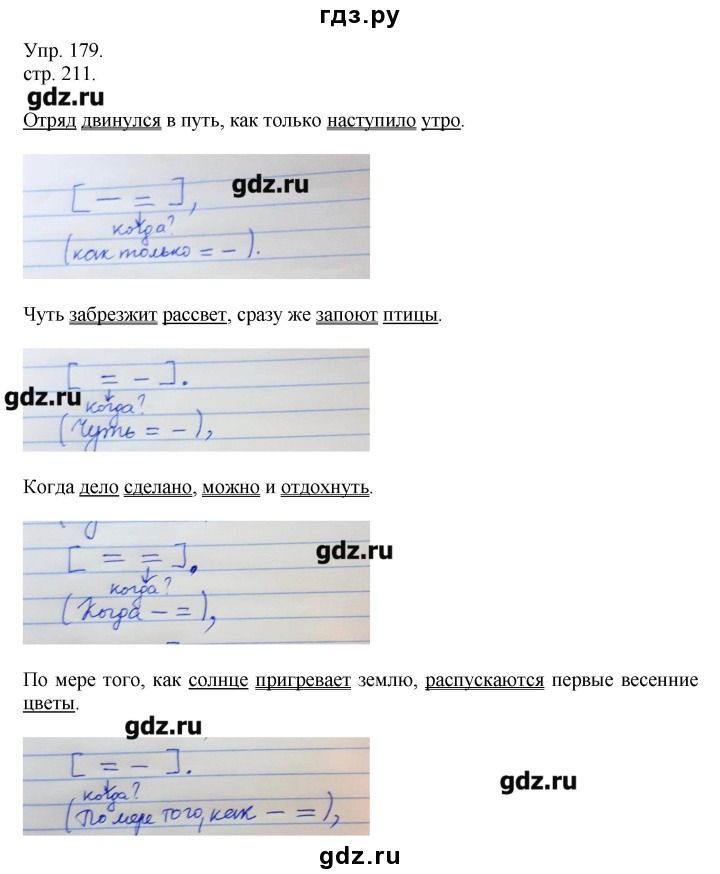 гдз.ру
Упр. 179.
стр. 211.
gdz.ru
Отряд двинулся в путь, как только наступило утро.
gdz.ru
[ — = ],
когда?
(как только = – ).
Чуть забрезжит рассвет, сразу же запоют птицы.
[ = – ].
gdz.ru
когда?
(Чуть = – ),
Когда дело сделано, можно и отдохнуть.
[ = = ].
gdz.ru
когда?
(Когда – = ),
По мере того, как солнце пригревает землю, распускаются первые весенние
цветы.
gdz.ru
[ = – ].
gdz.ru
когда?
(По мере того, как – = ),
gdz.ru